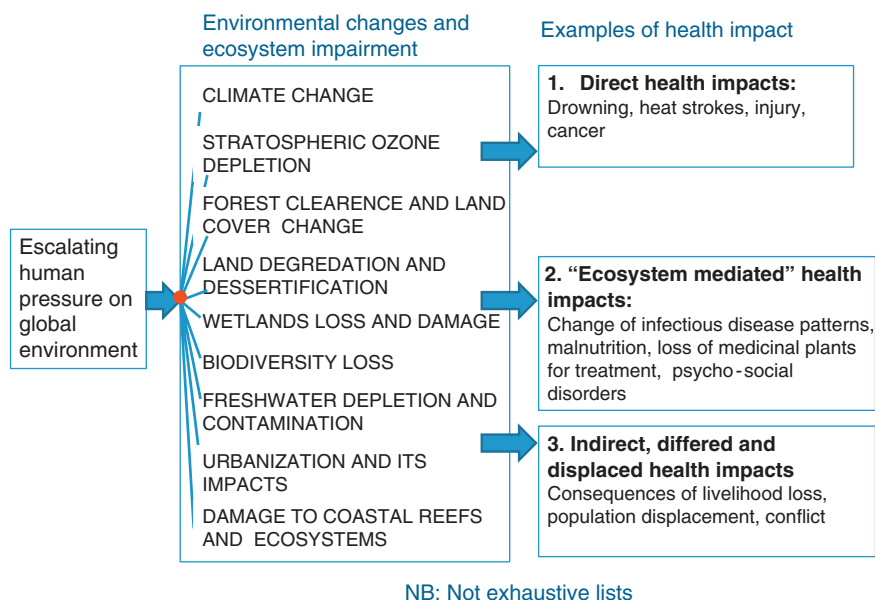 Environmental changes and
ecosystem impairment
Examples of health impact
Escalating
human
pressure on
global
environment
CLIMATE CHANGE
STRATOSPHERIC OZONE
DEPLETION
FOREST CLEARENCE AND LAND
COVER CHANGE
LAND DEGREDATION AND
DESSERTIFICATION
WETLANDS LOSS AND DAMAGE
BIODIVERSITY LOSS
FRESHWATER DEPLETION AND
CONTAMINATION
URBANIZATION AND ITS
IMPACTS
DAMAGE TO COASTAL REEFS
AND ECOSYSTEMS
1. Direct health impacts:
Drowning, heat strokes, injury,
cancer
2. “Ecosystem mediated” health
impacts:
Change of infectious disease patterns,
malnutrition, loss of medicinal plants
for treatment, psycho-social
disorders
3. Indirect, differed and
displaced health impacts
Consequences of livelihood loss,
population displacement, conflict
NB: Not exhaustive lists